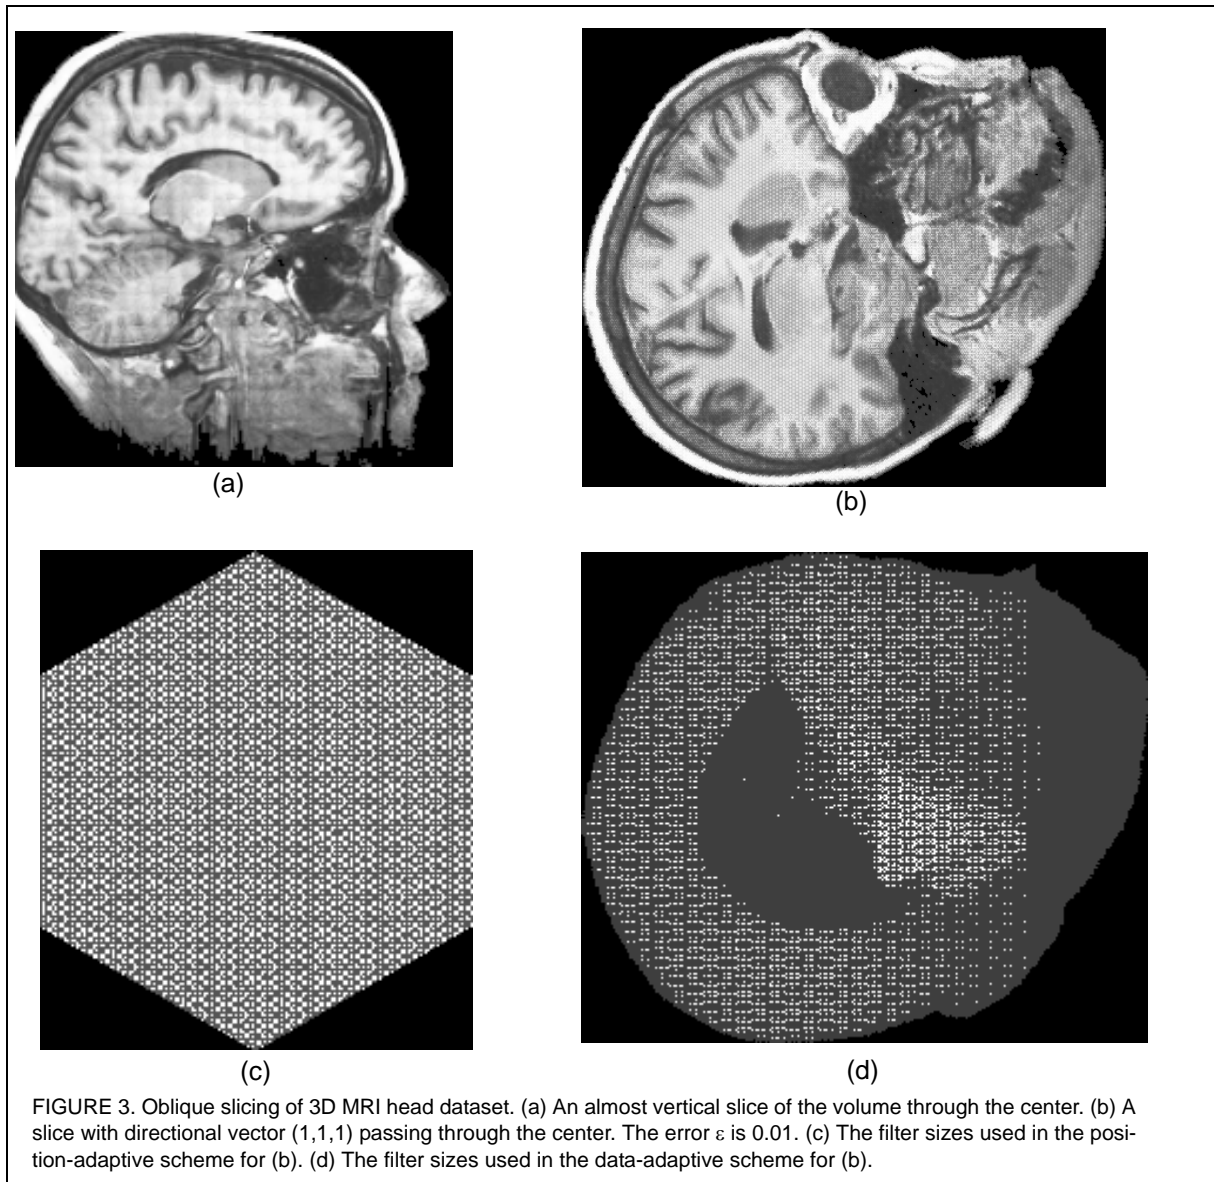 (a)
(b)
(c)
(d)
FIGURE 3. Oblique slicing of 3D MRI head dataset. (a) An almost vertical slice of the volume through the center. (b) A
slice with directional vector (1,1,1) passing through the center. The error ε is 0.01. (c) The filter sizes used in the posi-
tion-adaptive scheme for (b). (d) The filter sizes used in the data-adaptive scheme for (b).